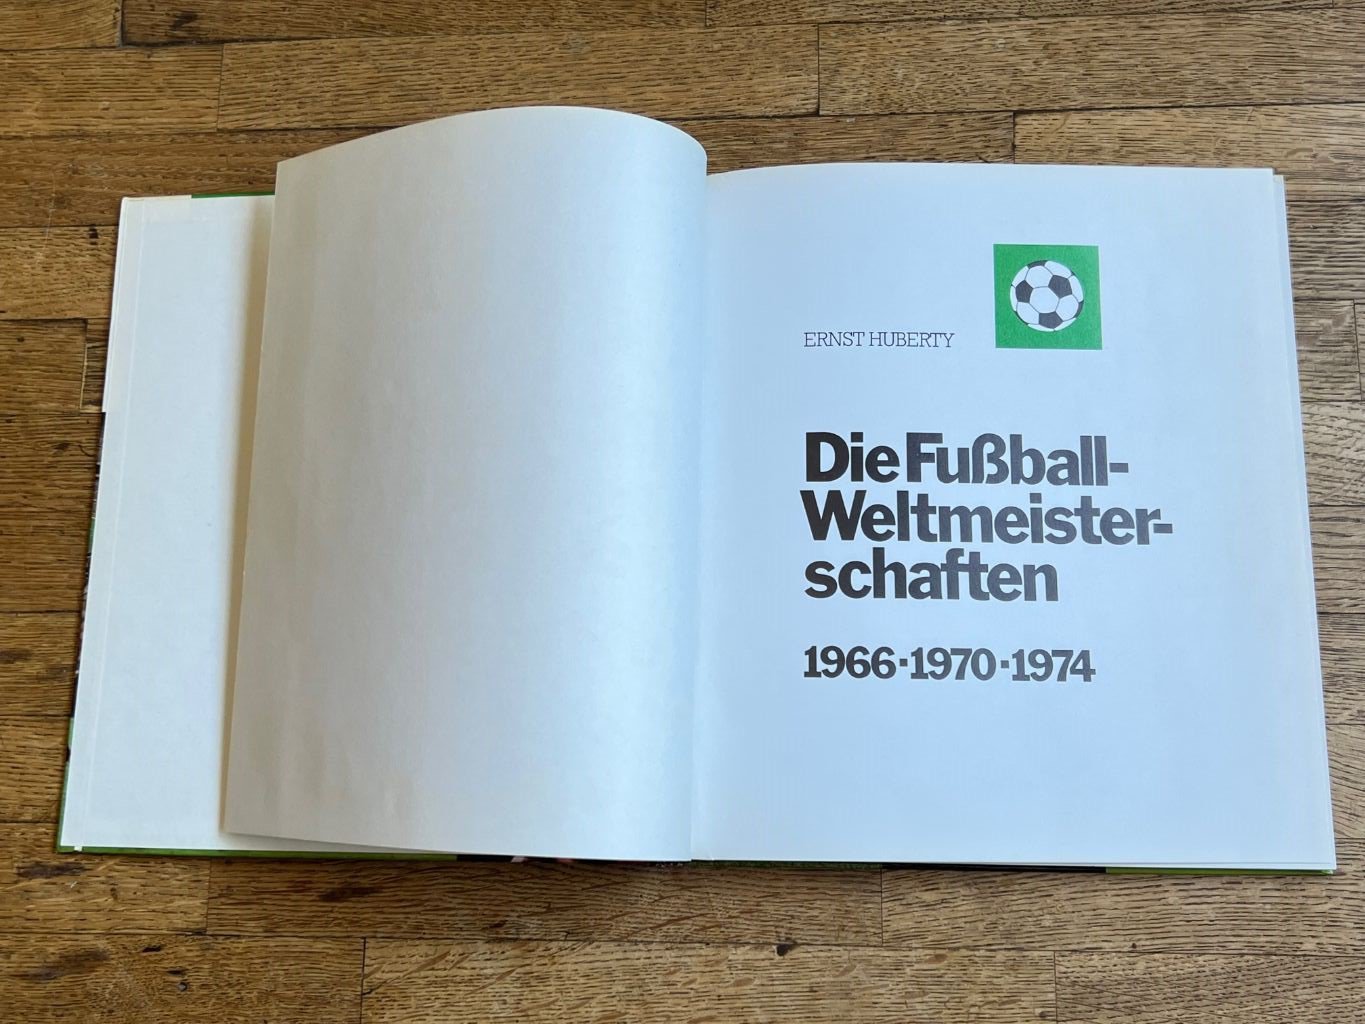 ERNST HUBERTY
Die Fußball-
Weltmeister-
schaften
1966·1970·1974